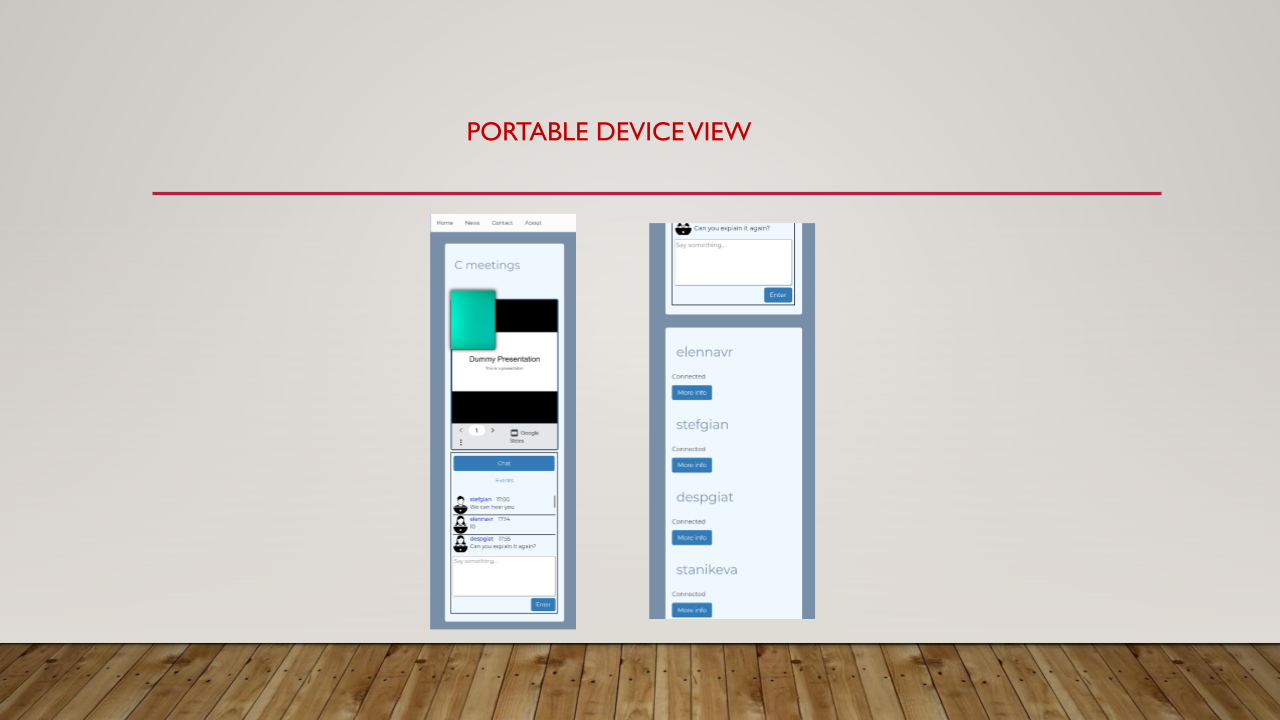 PORTABLE DEVICE VIEW
Home News Contact About
C meetings
Dummy Presentation
This is a presentation
1
Google
Slides
Chat
Events
stefgian 17:00
We can hear you
elennavr 17:14
10
despgiat 17:55
Can you explain it again?
Say something...
Enter
Can you explain it again?
Say something...
Enter
elennavr
Connected
More info
stefgian
Connected
More info
despgiat
Connected
More info
stanikeva
Connected
More info